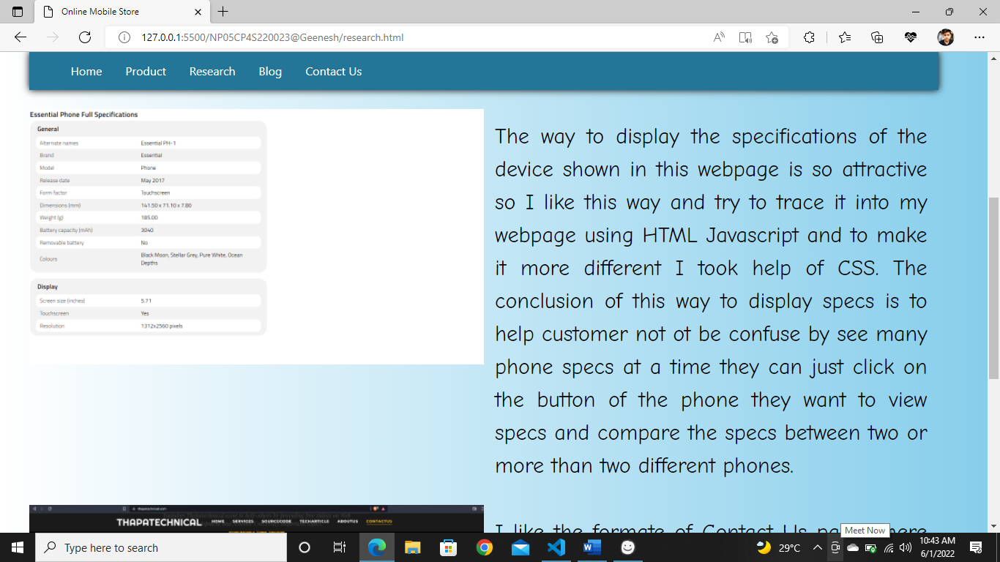 Online Mobile Store
127.0.0.1:5500/NP05CP4S220023@Geenesh/research.html
Home Product Research Blog Contact Us
Essential Phone Full Specifications
General
Alternate names Essential PH-1
Brand Essential
Model Phone
Release date May 2017
Form factor Touchscreen
Dimensions (mm) 141.50 x 71.10 x 7.80
Weight (g) 185.00
Battery capacity (mAh) 3040
Removable battery No
Colours Black Moon, Stellar Grey, Pure White, Ocean
Depths
Display
Screen size (inches) 5.71
Touchscreen Yes
Resolution 1312x2560 pixels
The way to display the specifications of the
device shown in this webpage is so attractive
so I like this way and try to trace it into my
webpage using HTML Javascript and to make
it more different I took help of CSS. The
conclusion of this way to display specs is to
help customer not ot be confuse by see many
phone specs at a time they can just click on
the button of the phone they want to view
specs and compare the specs between two or
more than two different phones.
thapatechnical.com
THAPATECHNICAL HOME SERVICES SOURCECODE TECHARTICLE ABOUTUS CONTACTUS
I like the formate of Contact Us
Meet Now
Type here to search
29°C
10:43 AM
6/1/2022